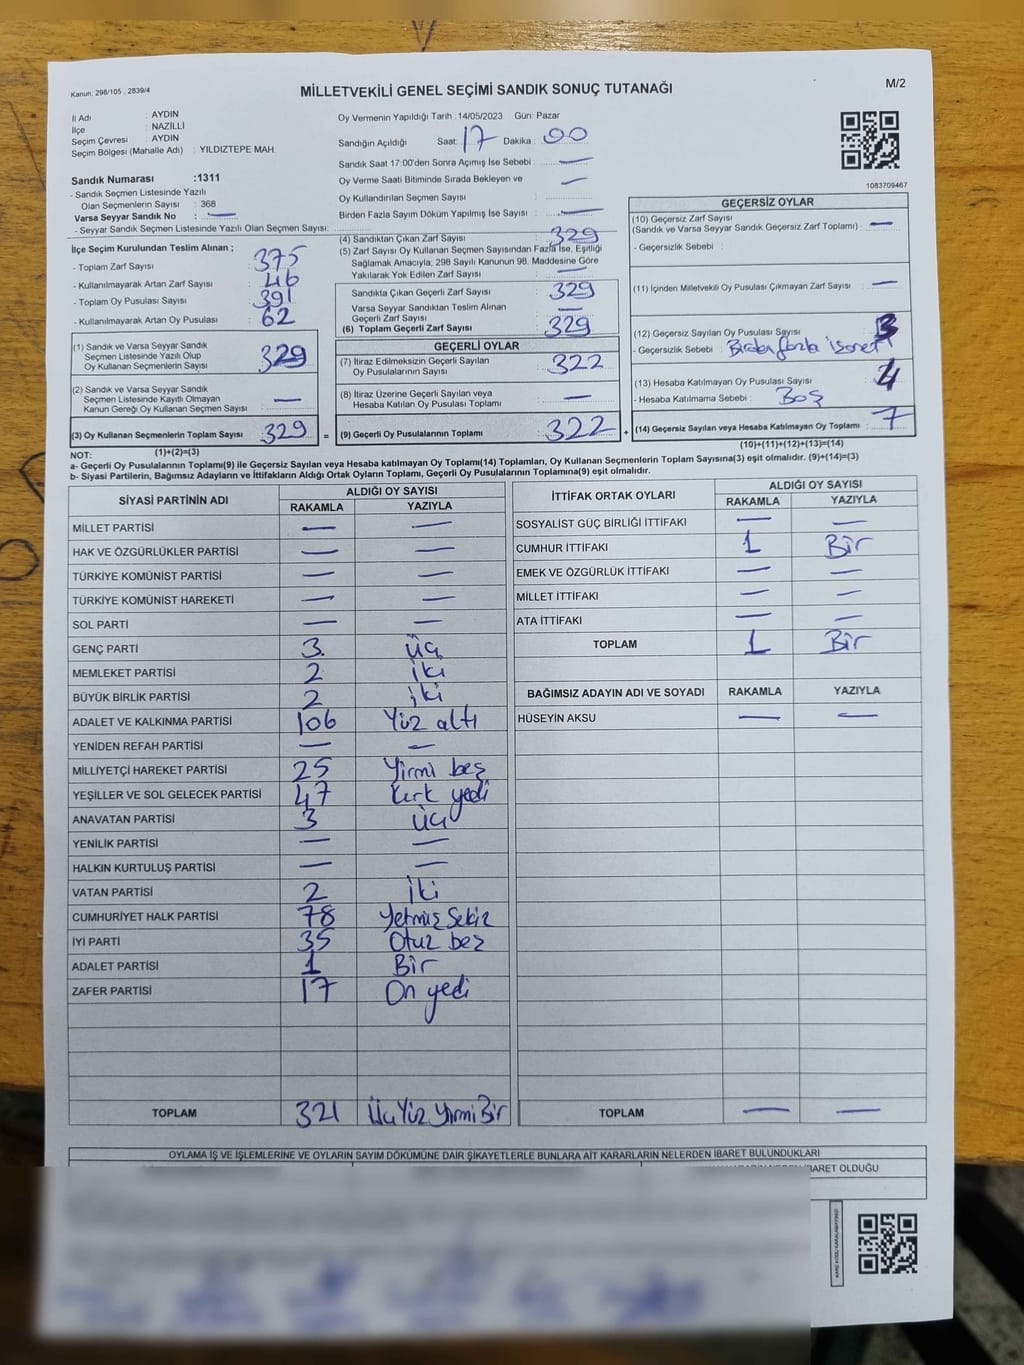 Kanun: 298/105 , 2839/4
MİLLETVEKİLİ GENEL SEÇİMİ SANDIK SONUÇ TUTANAĞI
M/2
İl Adı : AYDIN
İlçe : NAZİLLİ
Seçim Çevresi : AYDIN
Seçim Bölgesi (Mahalle Adı) : YILDIZTEPE MAH.
Sandık Numarası :1311
- Sandık Seçmen Listesinde Yazılı
Olan Seçmenlerin Sayısı : 368
Varsa Seyyar Sandık No : —
- Seyyar Sandık Seçmen Listesinde Yazılı Olan Seçmen Sayısı:
Oy Vermenin Yapıldığı Tarih :14/05/2023 Gün: Pazar
Sandığın Açıldığı Saat: 17 Dakika : 00
Sandık Saat 17:00'den Sonra Açımış İse Sebebi : —
Oy Verme Saati Bitiminde Sırada Bekleyen ve : —
Oy Kullandırılan Seçmen Sayısı
Birden Fazla Sayım Döküm Yapılmış İse Sayısı : —
1083709467
İlçe Seçim Kurulundan Teslim Alınan ;
- Toplam Zarf Sayısı : 375
- Kullanılmayarak Artan Zarf Sayısı : 46
- Toplam Oy Pusulası Sayısı : 391
- Kullanılmayarak Artan Oy Pusulası : 62
(1) Sandık ve Varsa Seyyar Sandık
Seçmen Listesinde Yazılı Olup
Oy Kullanan Seçmenlerin Sayısı : 329
(2) Sandık ve Varsa Seyyar Sandık
Seçmen Listesinde Kayıtlı Olmayan
Kanun Gereği Oy Kullanan Seçmen Sayısı : —
(3) Oy Kullanan Seçmenlerin Toplam Sayısı : 329 =
(4) Sandıktan Çıkan Zarf Sayısı : 329
(5) Zarf Sayısı Oy Kullanan Seçmen Sayısından Fazla İse, Eşitliği
Sağlamak Amacıyla; 298 Sayılı Kanunun 98. Maddesine Göre
Yakılarak Yok Edilen Zarf Sayısı : —
Sandıkta Çıkan Geçerli Zarf Sayısı : 329
Varsa Seyyar Sandıktan Teslim Alınan
Geçerli Zarf Sayısı : —
(6) Toplam Geçerli Zarf Sayısı : 329
GEÇERLİ OYLAR
(7) İtiraz Edilmeksizin Geçerli Sayılan
Oy Pusulalarının Sayısı : 322
(8) İtiraz Üzerine Geçerli Sayılan veya
Hesaba Katılan Oy Pusulası Toplamı : —
(9) Geçerli Oy Pusulalarının Toplamı : 322 +
GEÇERSİZ OYLAR
(10) Geçersiz Zarf Sayısı
(Sandık ve Varsa Seyyar Sandık Geçersiz Zarf Toplamı) : —
- Geçersizlik Sebebi :
(11) İçinden Milletvekili Oy Pusulası Çıkmayan Zarf Sayısı : —
(12) Geçersiz Sayılan Oy Pusulası Sayısı : 3
- Geçersizlik Sebebi : Birden fazla işaret
(13) Hesaba Katılmayan Oy Pusulası Sayısı : 4
- Hesaba Katılmama Sebebi : Boş
(14) Geçersiz Sayılan veya Hesaba Katılmayan Oy Toplamı : 7
NOT: (1)+(2)=(3)
(10)+(11)+(12)+(13)=(14)
a- Geçerli Oy Pusulalarının Toplamı(9) ile Geçersiz Sayılan veya Hesaba katılmayan Oy Toplamı(14) Toplamları, Oy Kullanan Seçmenlerin Toplam Sayısına(3) eşit olmalıdır. (9)+(14)=(3)
b- Siyasi Partilerin, Bağımsız Adayların ve İttifakların Aldığı Ortak Oyların Toplamı, Geçerli Oy Pusulalarının Toplamına(9) eşit olmalıdır.
SİYASİ PARTİNİN ADI ALDIĞI OY SAYISI
RAKAMLA YAZIYLA
MİLLET PARTİSİ — —
HAK VE ÖZGÜRLÜKLER PARTİSİ — —
TÜRKİYE KOMÜNİST PARTİSİ — —
TÜRKİYE KOMÜNİST HAREKETİ — —
SOL PARTİ — —
GENÇ PARTİ 3 üç
MEMLEKET PARTİSİ 2 iki
BÜYÜK BİRLİK PARTİSİ 2 iki
ADALET VE KALKINMA PARTİSİ 106 Yüz altı
YENİDEN REFAH PARTİSİ — —
MİLLİYETÇİ HAREKET PARTİSİ 25 Yirmi beş
YEŞİLLER VE SOL GELECEK PARTİSİ 47 Kırk yedi
ANAVATAN PARTİSİ 3 üç
YENİLİK PARTİSİ — —
HALKIN KURTULUŞ PARTİSİ — —
VATAN PARTİSİ 2 İki
CUMHURİYET HALK PARTİSİ 78 Yetmiş Sekiz
İYİ PARTİ 35 Otuz beş
ADALET PARTİSİ 1 Bir
ZAFER PARTİSİ 17 On yedi
TOPLAM 321 Üç Yüz Yirmi Bir
İTTİFAK ORTAK OYLARI ALDIĞI OY SAYISI
RAKAMLA YAZIYLA
SOSYALİST GÜÇ BİRLİĞİ İTTİFAKI — —
CUMHUR İTTİFAKI 1 Bir
EMEK VE ÖZGÜRLÜK İTTİFAKI — —
MİLLET İTTİFAKI — —
ATA İTTİFAKI — —
TOPLAM 1 Bir
BAĞIMSIZ ADAYIN ADI VE SOYADI RAKAMLA YAZIYLA
HÜSEYİN AKSU — —
TOPLAM — —
OYLAMA İŞ VE İŞLEMLERİNE VE OYLARIN SAYIM DÖKÜMÜNE DAİR ŞİKAYETLERLE BUNLARA AİT KARARLARIN NELERDEN İBARET BULUNDUKLARI
İBARET OLDUĞU